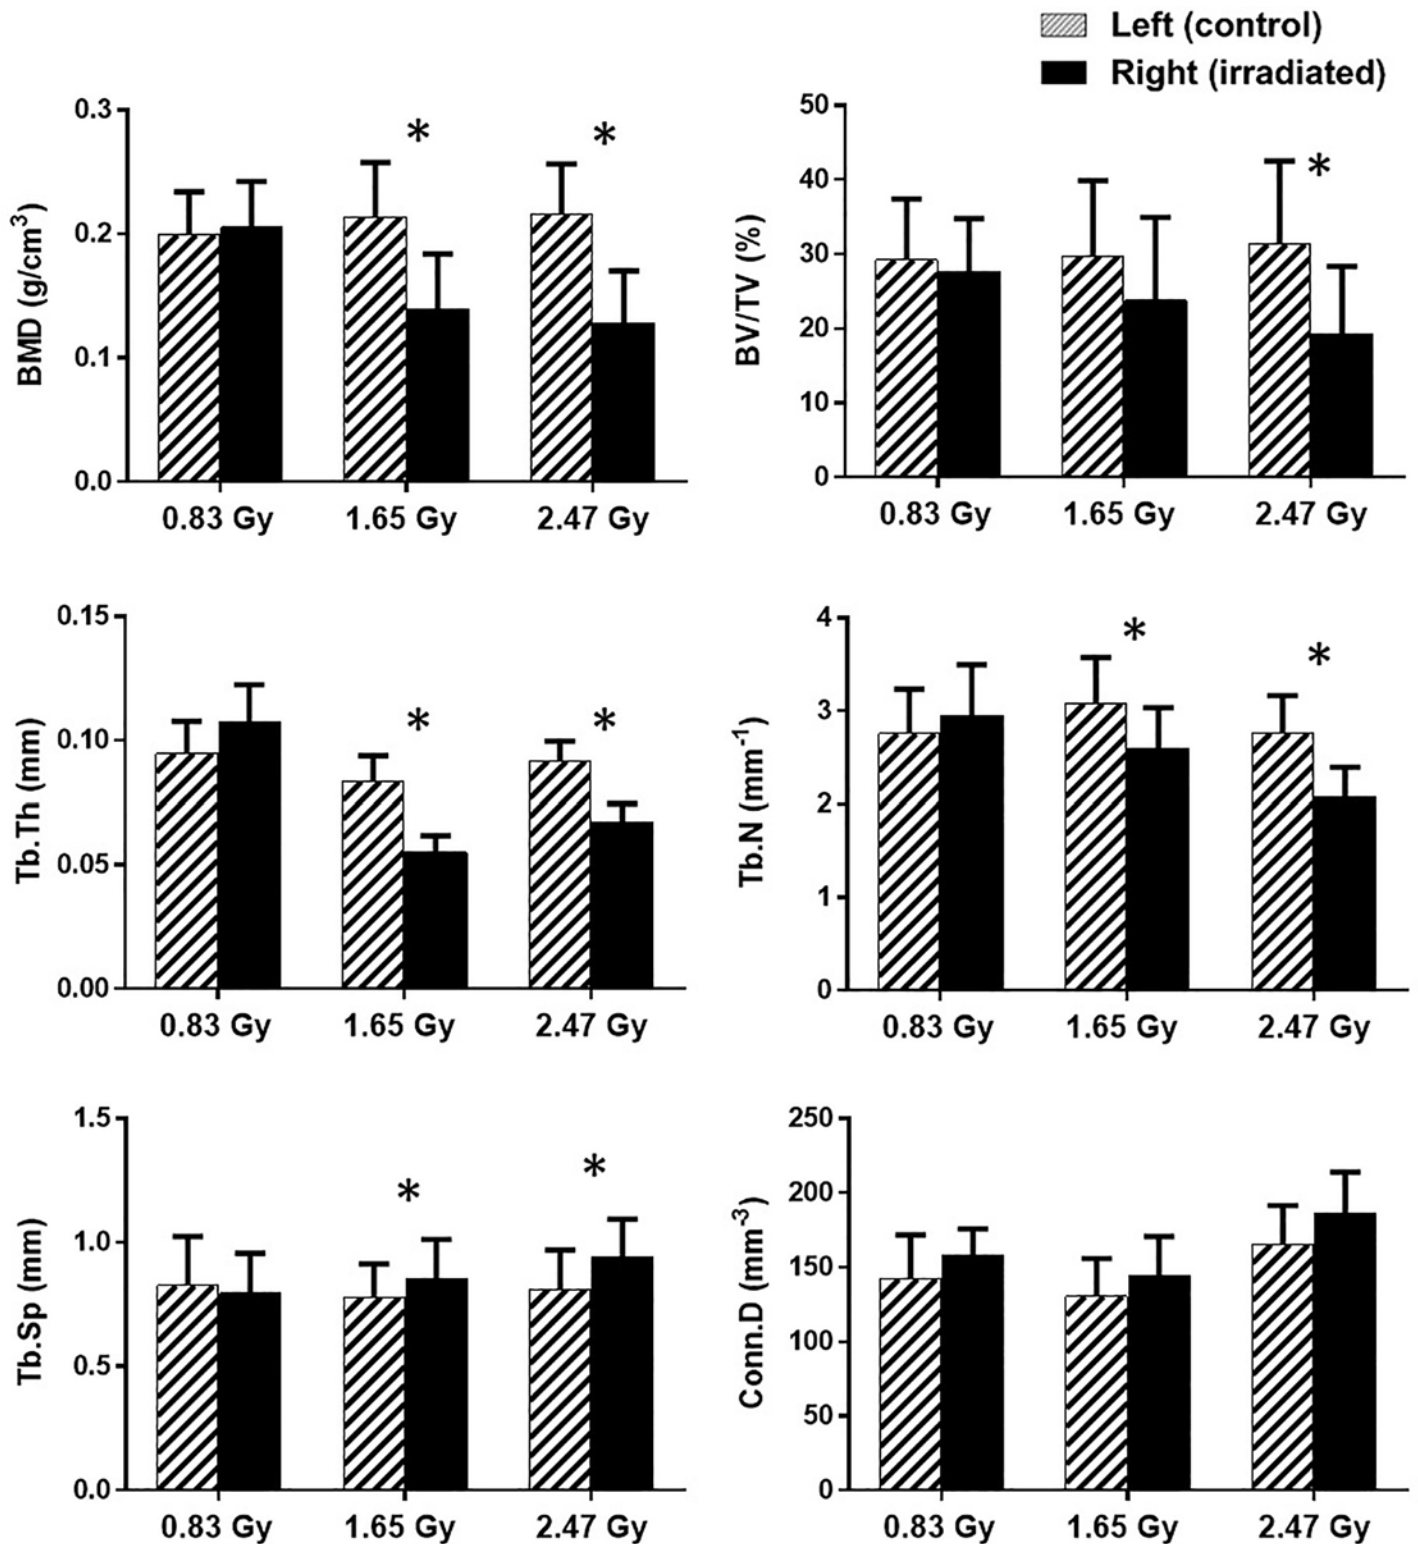 Left (control)
Right (irradiated)
BMD (g/cm³)
0.3
0.2
0.1
0.0
*
*
0.83 Gy
1.65 Gy
2.47 Gy
BV/TV (%)
50
40
30
20
10
0
*
0.83 Gy
1.65 Gy
2.47 Gy
Tb.Th (mm)
0.15
0.10
0.05
0.00
*
*
0.83 Gy
1.65 Gy
2.47 Gy
Tb.N (mm⁻¹)
4
3
2
1
0
*
*
0.83 Gy
1.65 Gy
2.47 Gy
Tb.Sp (mm)
1.5
1.0
0.5
0.0
*
*
0.83 Gy
1.65 Gy
2.47 Gy
Conn.D (mm⁻³)
250
200
150
100
50
0
0.83 Gy
1.65 Gy
2.47 Gy